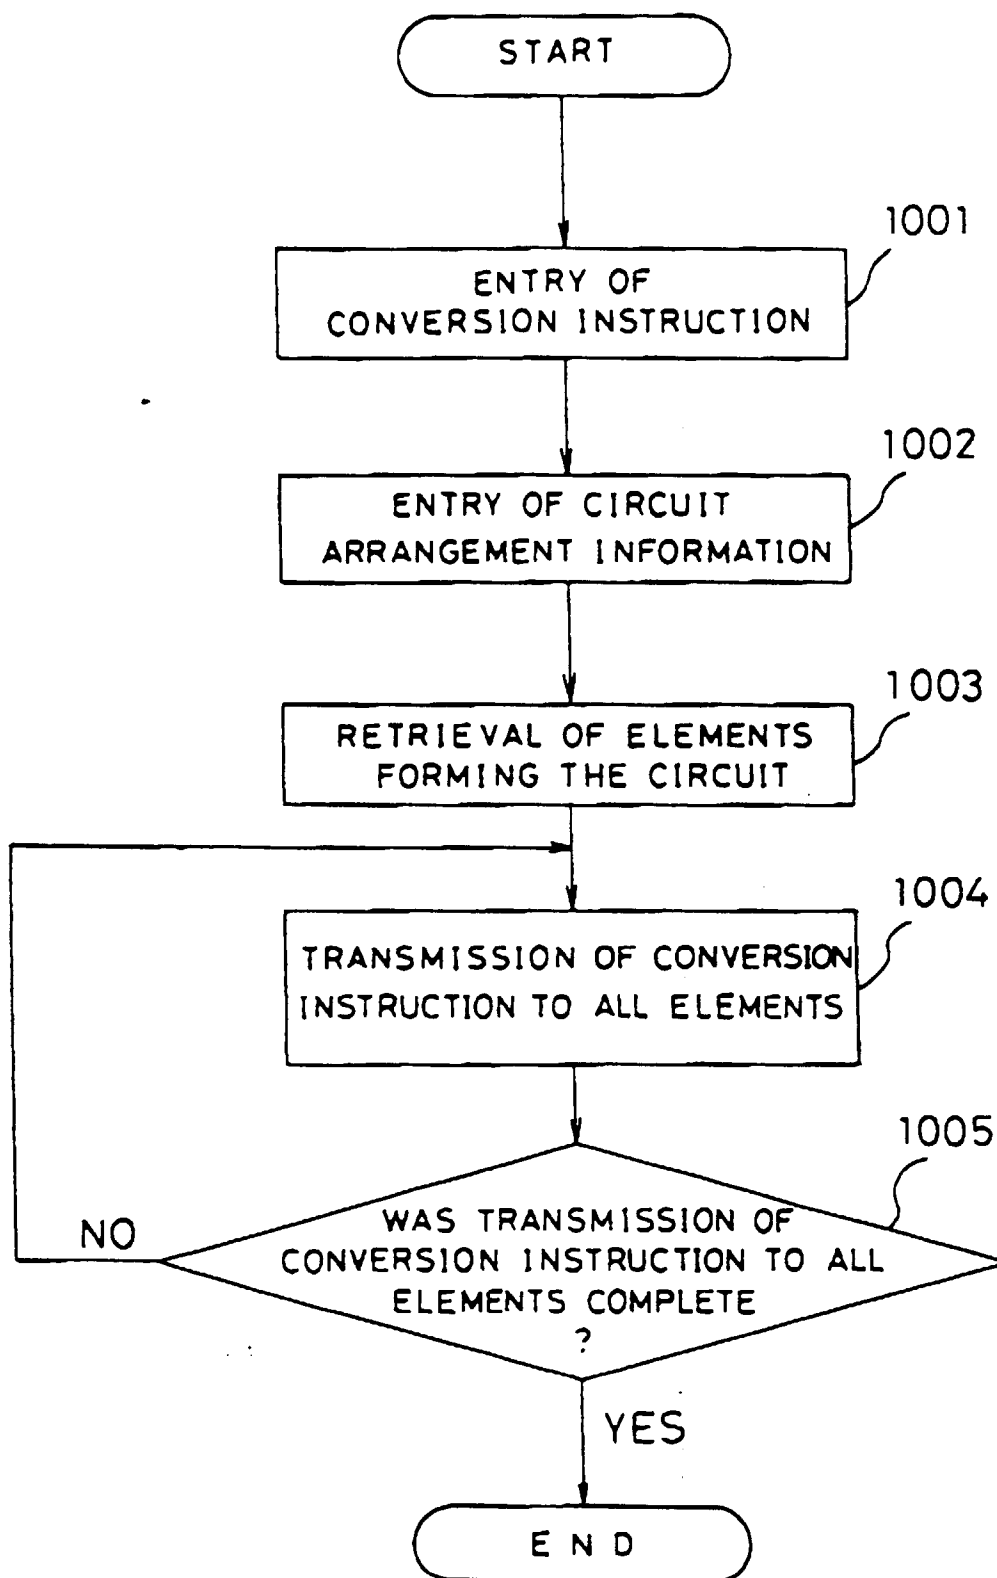 START
1001
ENTRY OF
CONVERSION INSTRUCTION
1002
ENTRY OF CIRCUIT
ARRANGEMENT INFORMATION
1003
RETRIEVAL OF ELEMENTS
FORMING THE CIRCUIT
1004
TRANSMISSION OF CONVERSION
INSTRUCTION TO ALL ELEMENTS
1005
NO
WAS TRANSMISSION OF
CONVERSION INSTRUCTION TO ALL
ELEMENTS COMPLETE
?
YES
END